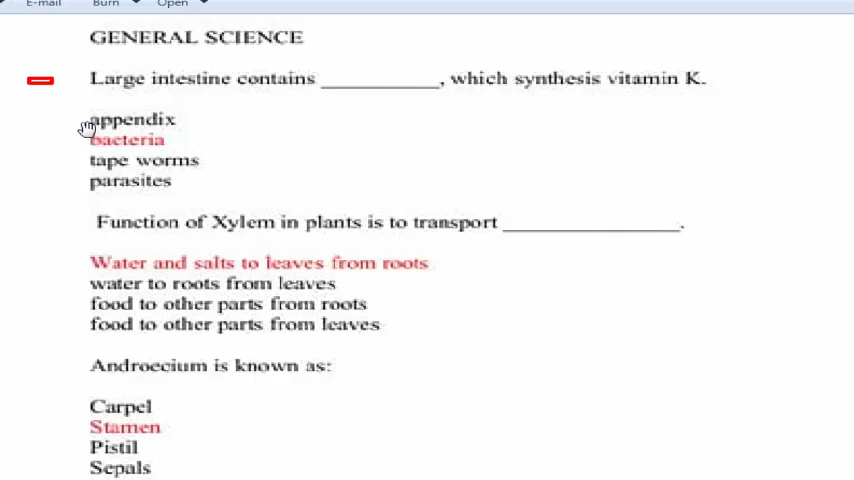 E-mail Burn Open
GENERAL SCIENCE
Large intestine contains ___________, which synthesis vitamin K.
appendix
bacteria
tape worms
parasites
Function of Xylem in plants is to transport ________________.
Water and salts to leaves from roots
water to roots from leaves
food to other parts from roots
food to other parts from leaves
Androecium is known as:
Carpel
Stamen
Pistil
Sepals